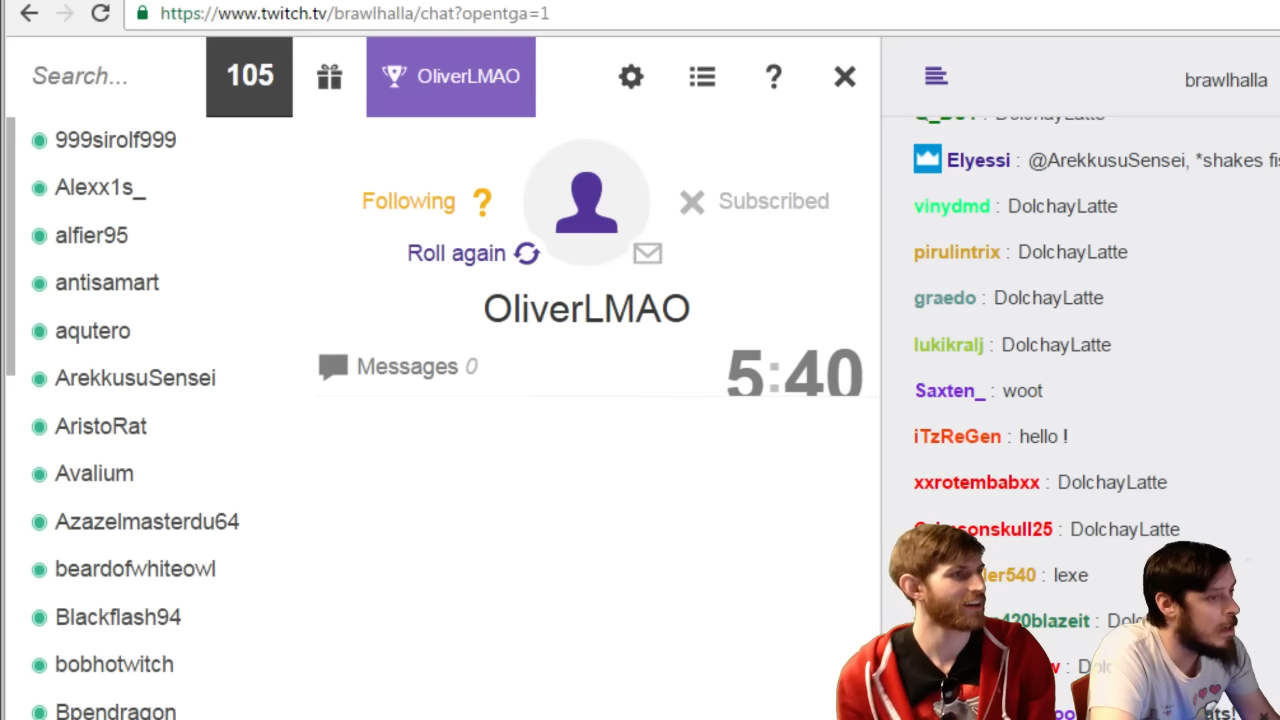 https://www.twitch.tv/brawlhalla/chat?opentga=1
Search...
105
OliverLMAO
?
999sirolf999
Alexx1s_
alfier95
antisamart
aqutero
ArekkusuSensei
AristoRat
Avalium
Azazelmasterdu64
beardofwhiteowl
Blackflash94
bobhotwitch
Bpendragon
Following ?
Subscribed
Roll again
OliverLMAO
Messages 0
5:40
brawlhalla
DolchayLatte
Elyessi : @ArekkusuSensei, *shakes
vinydmd : DolchayLatte
pirulintrix : DolchayLatte
graedo : DolchayLatte
lukikralj : DolchayLatte
Saxten_ : woot
iTzReGen : hello !
xxrotembabxx : DolchayLatte
Crimsonskull25 : DolchayLatte
: lexe